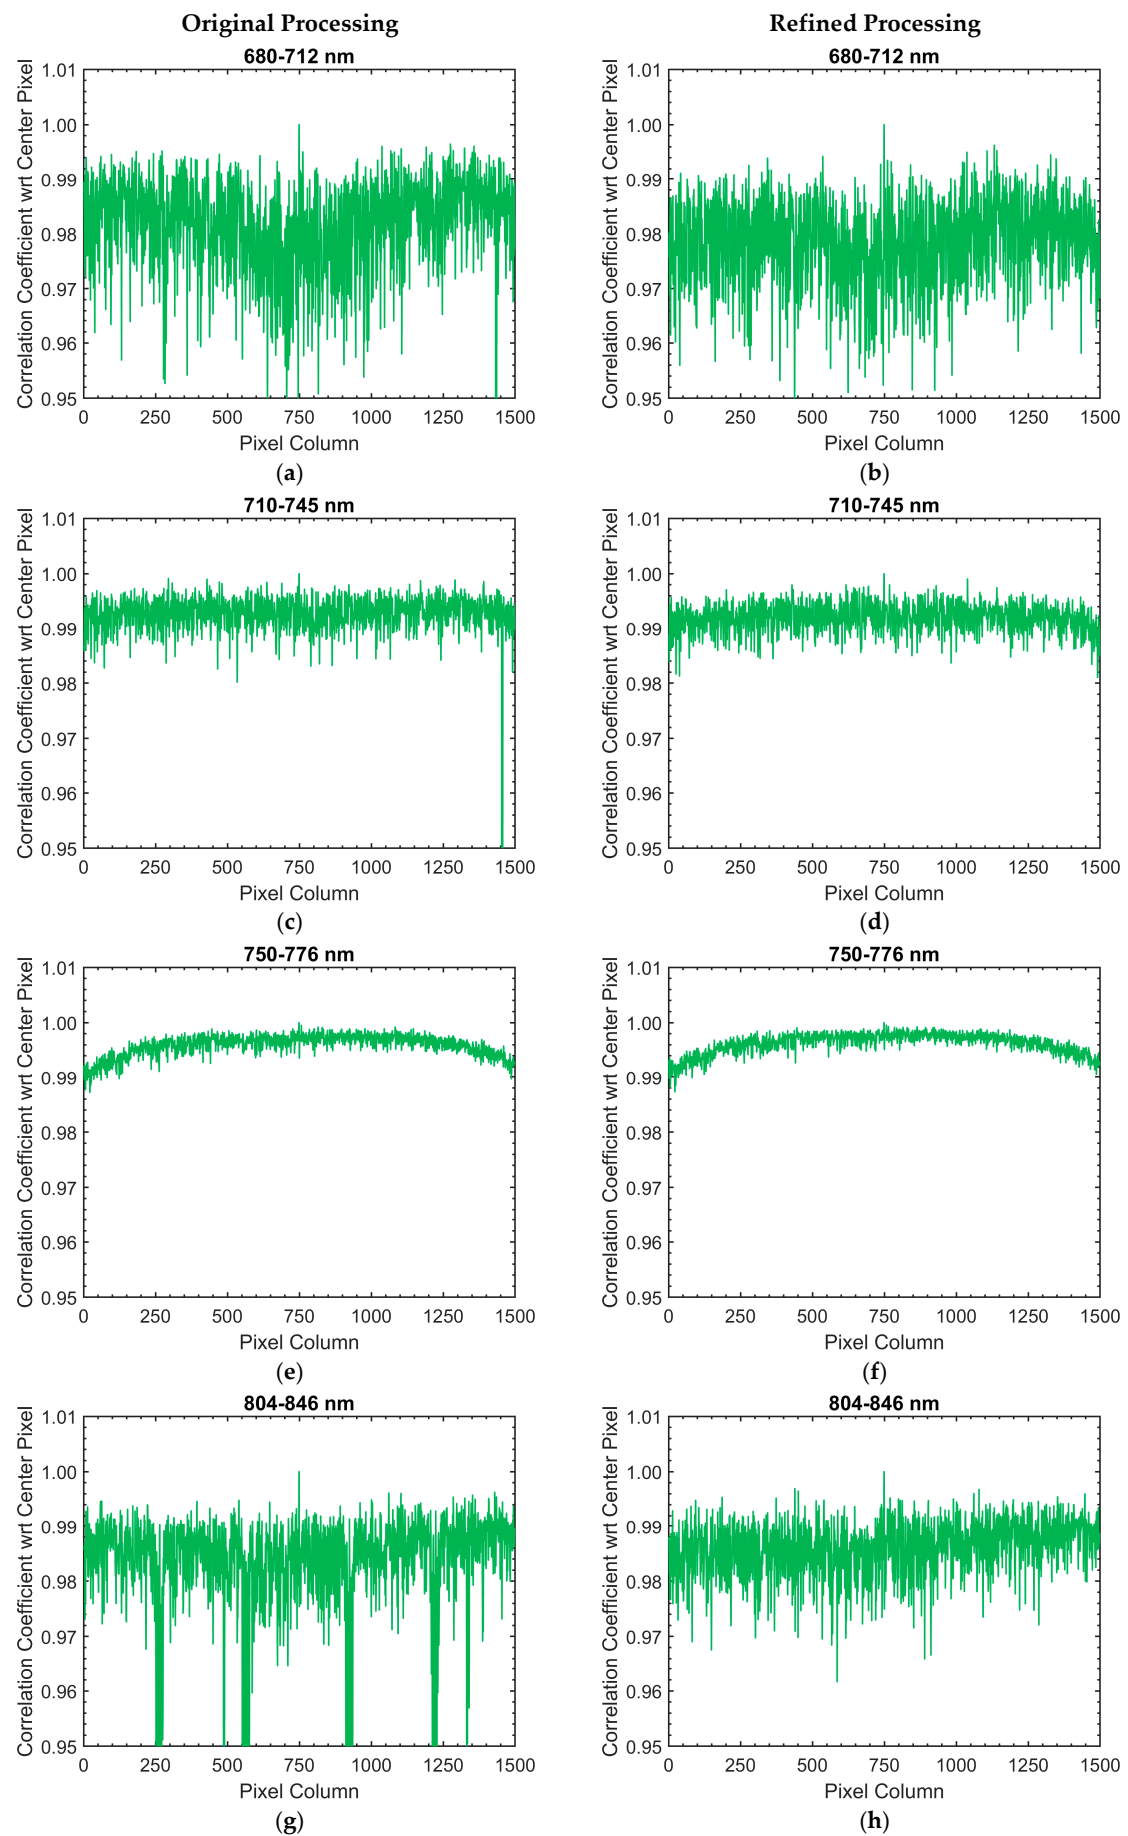 Original Processing
Refined Processing
680-712 nm
680-712 nm
Correlation Coefficient wrt Center Pixel
1.01
1.00
0.99
0.98
0.97
0.96
0.95
0 250 500 750 1000 1250 1500
Pixel Column
(a)
Correlation Coefficient wrt Center Pixel
1.01
1.00
0.99
0.98
0.97
0.96
0.95
0 250 500 750 1000 1250 1500
Pixel Column
(b)
710-745 nm
710-745 nm
Correlation Coefficient wrt Center Pixel
1.01
1.00
0.99
0.98
0.97
0.96
0.95
0 250 500 750 1000 1250 1500
Pixel Column
(c)
Correlation Coefficient wrt Center Pixel
1.01
1.00
0.99
0.98
0.97
0.96
0.95
0 250 500 750 1000 1250 1500
Pixel Column
(d)
750-776 nm
750-776 nm
Correlation Coefficient wrt Center Pixel
1.01
1.00
0.99
0.98
0.97
0.96
0.95
0 250 500 750 1000 1250 1500
Pixel Column
(e)
Correlation Coefficient wrt Center Pixel
1.01
1.00
0.99
0.98
0.97
0.96
0.95
0 250 500 750 1000 1250 1500
Pixel Column
(f)
804-846 nm
804-846 nm
Correlation Coefficient wrt Center Pixel
1.01
1.00
0.99
0.98
0.97
0.96
0.95
0 250 500 750 1000 1250 1500
Pixel Column
(g)
Correlation Coefficient wrt Center Pixel
1.01
1.00
0.99
0.98
0.97
0.96
0.95
0 250 500 750 1000 1250 1500
Pixel Column
(h)